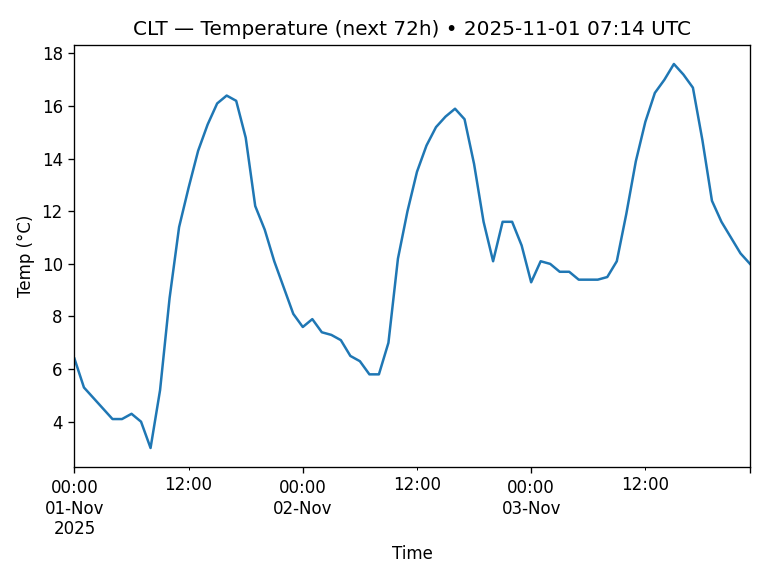 CLT — Temperature (next 72h) • 2025-11-01 07:14 UTC
18
16
14
12
10
8
6
4
Temp (°C)
00:00 12:00 00:00 12:00 00:00 12:00
01-Nov 02-Nov 03-Nov
2025
Time